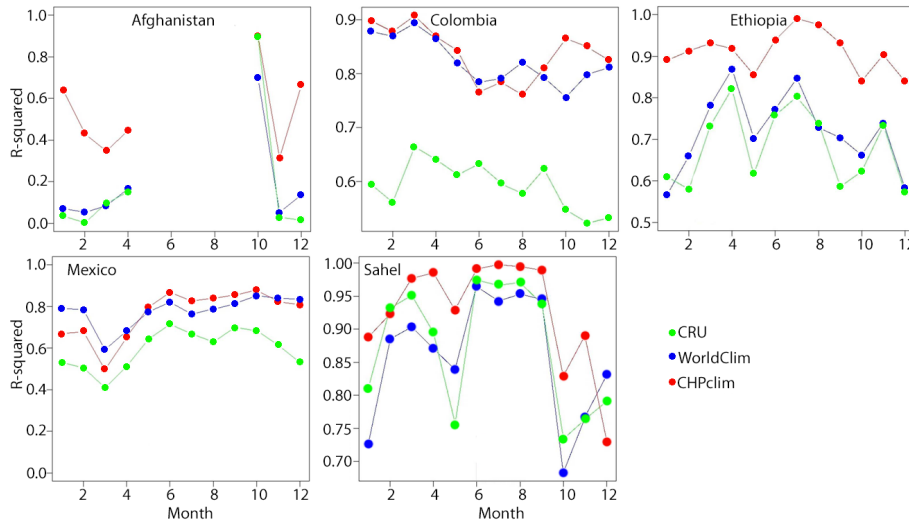 Afghanistan
Colombia
Ethiopia
R-squared
1.0
0.8
0.6
0.4
0.2
0.0
2 4 6 8 10 12
0.9
0.8
0.7
0.6
2 4 6 8 10 12
1.0
0.9
0.8
0.7
0.6
0.5
2 4 6 8 10 12
Mexico
Sahel
R-squared
1.0
0.8
0.6
0.4
0.2
0.0
2 4 6 8 10 12
Month
1.00
0.95
0.90
0.85
0.80
0.75
0.70
2 4 6 8 10 12
Month
CRU
WorldClim
CHPclim